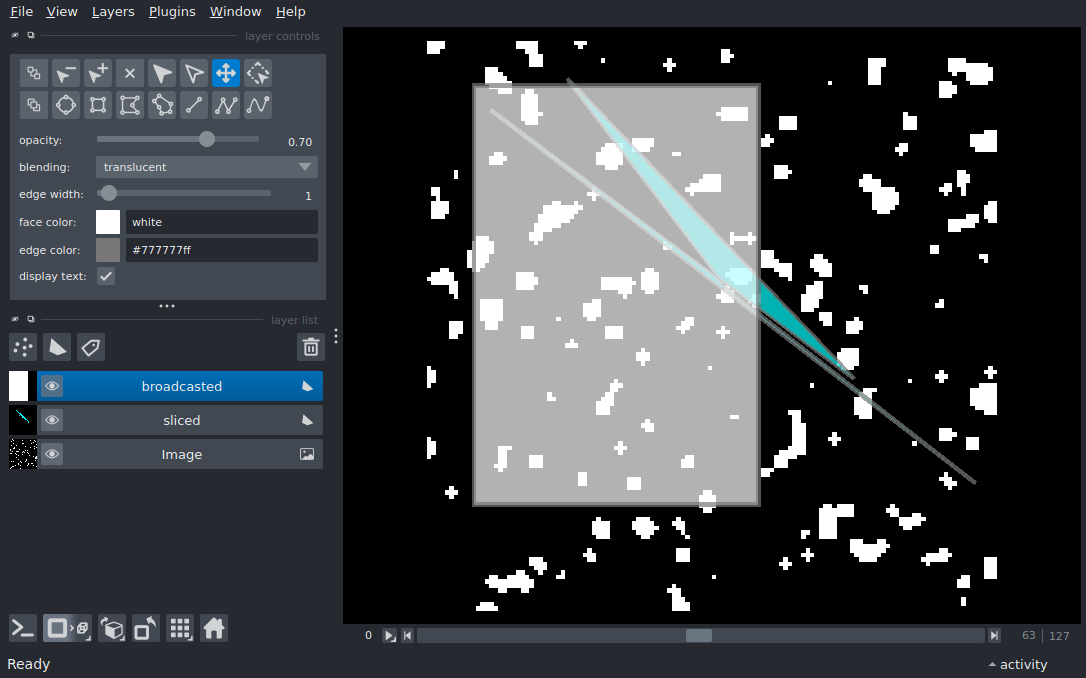 File View Layers Plugins Window Help
layer controls
opacity: 0.70
blending: translucent
edge width: 1
face color: white
edge color: #777777ff
display text:
layer list
broadcasted
sliced
Image
0 63 127
Ready activity